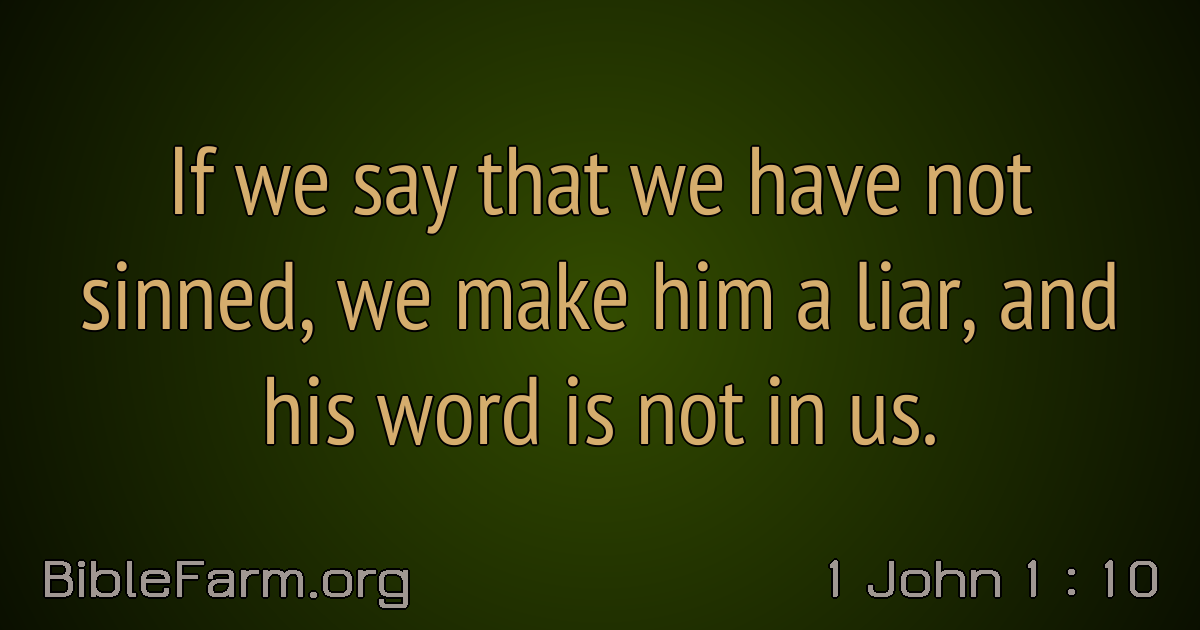 If we say that we have not
sinned, we make him a liar, and
his word is not in us.
BibleFarm.org
1 John 1 : 10